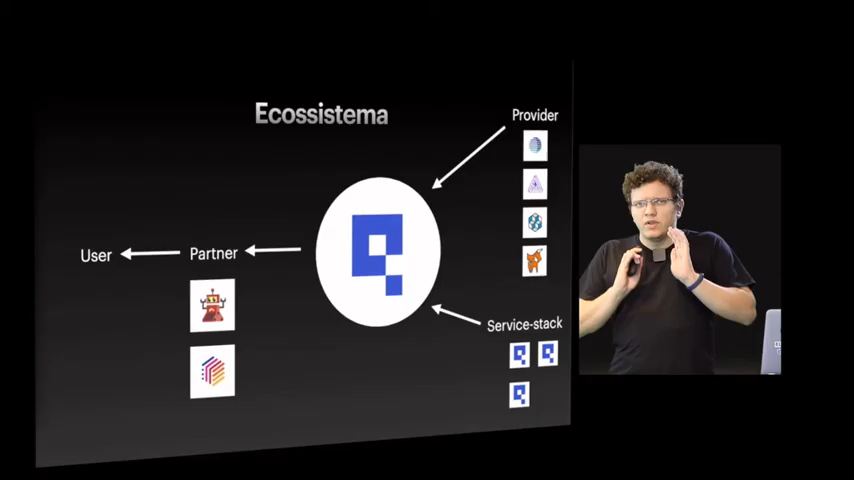 Ecossistema
Provider
User
Partner
Service-stack